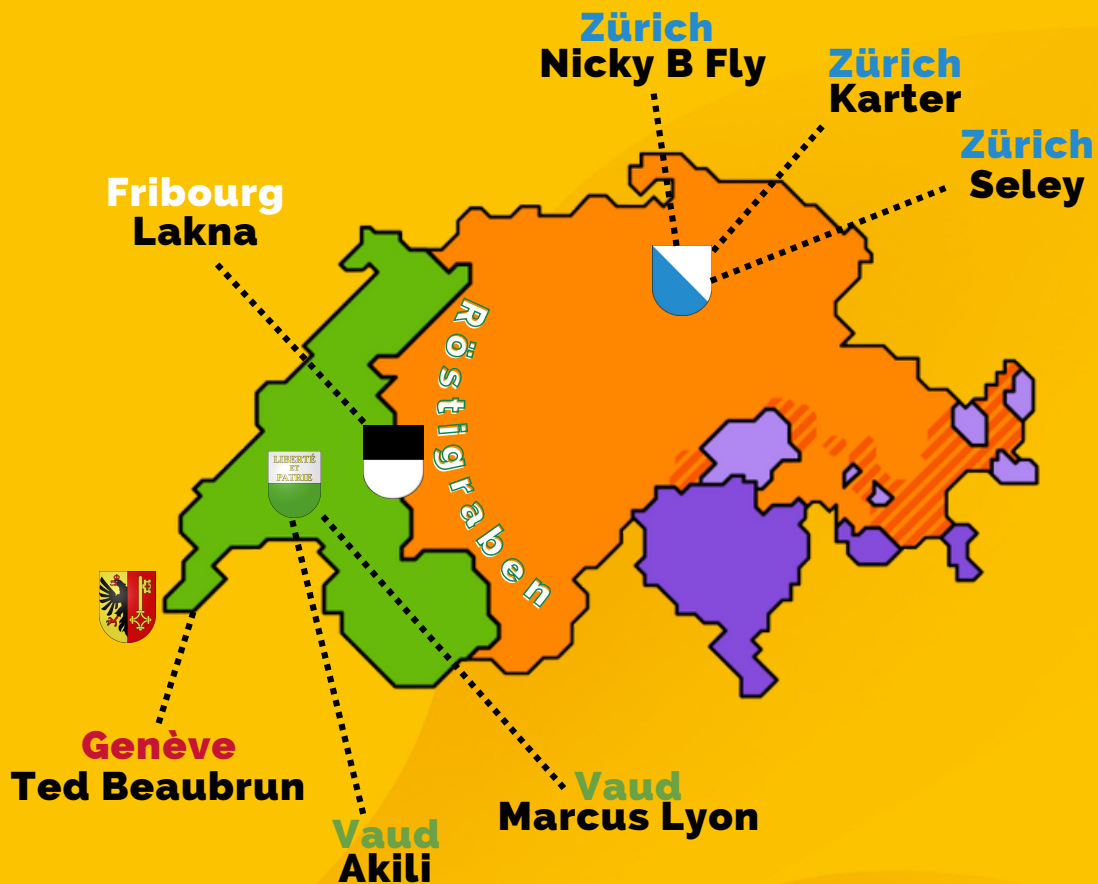 Zürich
Nicky B Fly
Zürich
Karter
Zürich
Seley
Fribourg
Lakna
Röstigraben
LIBERTÉ
ET
PATRIE
Genève
Ted Beaubrun
Vaud
Marcus Lyon
Vaud
Akili